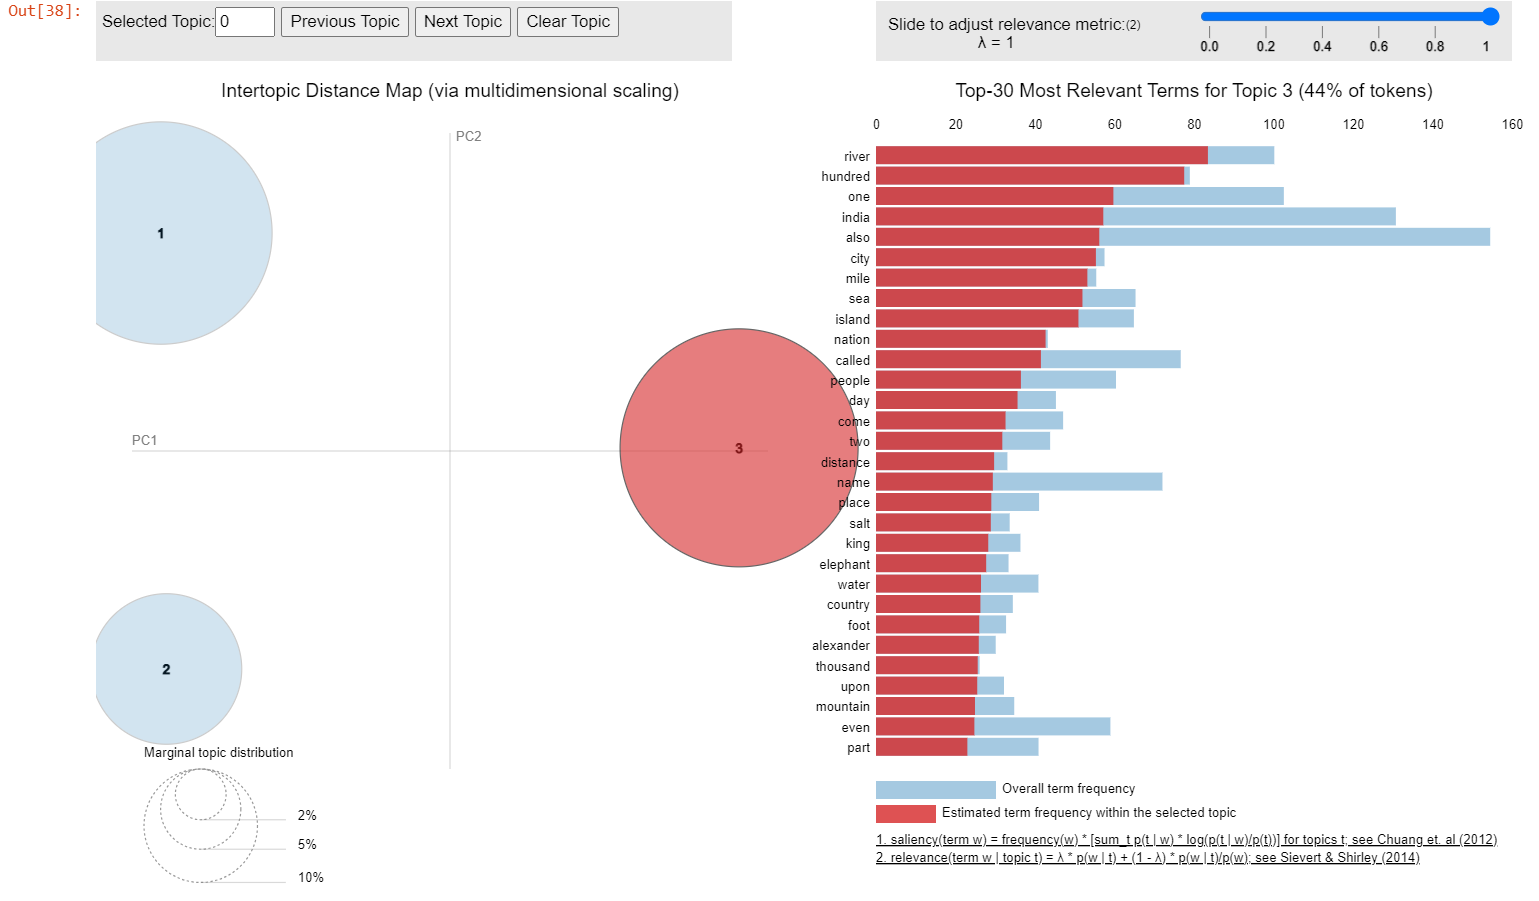 Out[38]:
Selected Topic: 0 Previous Topic Next Topic Clear Topic
Slide to adjust relevance metric:(2)
λ = 1
0.0 0.2 0.4 0.6 0.8 1
Intertopic Distance Map (via multidimensional scaling)
PC2
PC1
1
3
2
Marginal topic distribution
2%
5%
10%
Top-30 Most Relevant Terms for Topic 3 (44% of tokens)
0 20 40 60 80 100 120 140 160
river
hundred
one
india
also
city
mile
sea
island
nation
called
people
day
come
two
distance
name
place
salt
king
elephant
water
country
foot
alexander
thousand
upon
mountain
even
part
Overall term frequency
Estimated term frequency within the selected topic
1. saliency(term w) = frequency(w) * [sum_t p(t | w) * log(p(t | w)/p(t))] for topics t; see Chuang et. al (2012)
2. relevance(term w | topic t) = λ * p(w | t) + (1 - λ) * p(w | t)/p(w); see Sievert & Shirley (2014)